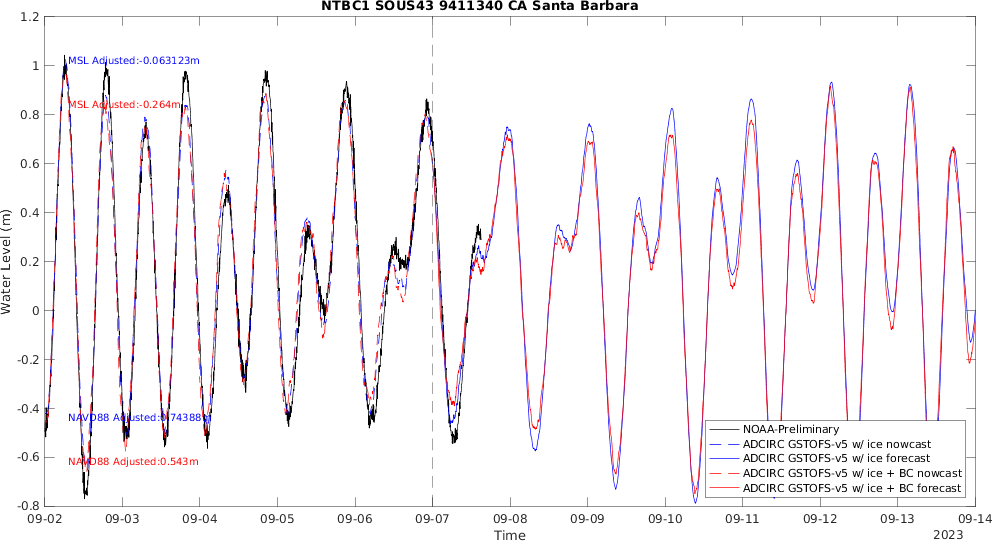 NTBC1 SOUS43 9411340 CA Santa Barbara
1.2
1
0.8
0.6
0.4
0.2
0
-0.2
-0.4
-0.6
-0.8
Water Level (m)
MSL Adjusted:-0.063123m
MSL Adjusted:-0.264m
NAVD88 Adjusted:0.74388m
NAVD88 Adjusted:0.543m
NOAA-Preliminary
ADCIRC GSTOFS-v5 w/ ice nowcast
ADCIRC GSTOFS-v5 w/ ice forecast
ADCIRC GSTOFS-v5 w/ ice + BC nowcast
ADCIRC GSTOFS-v5 w/ ice + BC forecast
09-02 09-03 09-04 09-05 09-06 09-07 09-08 09-09 09-10 09-11 09-12 09-13 09-14
Time
2023